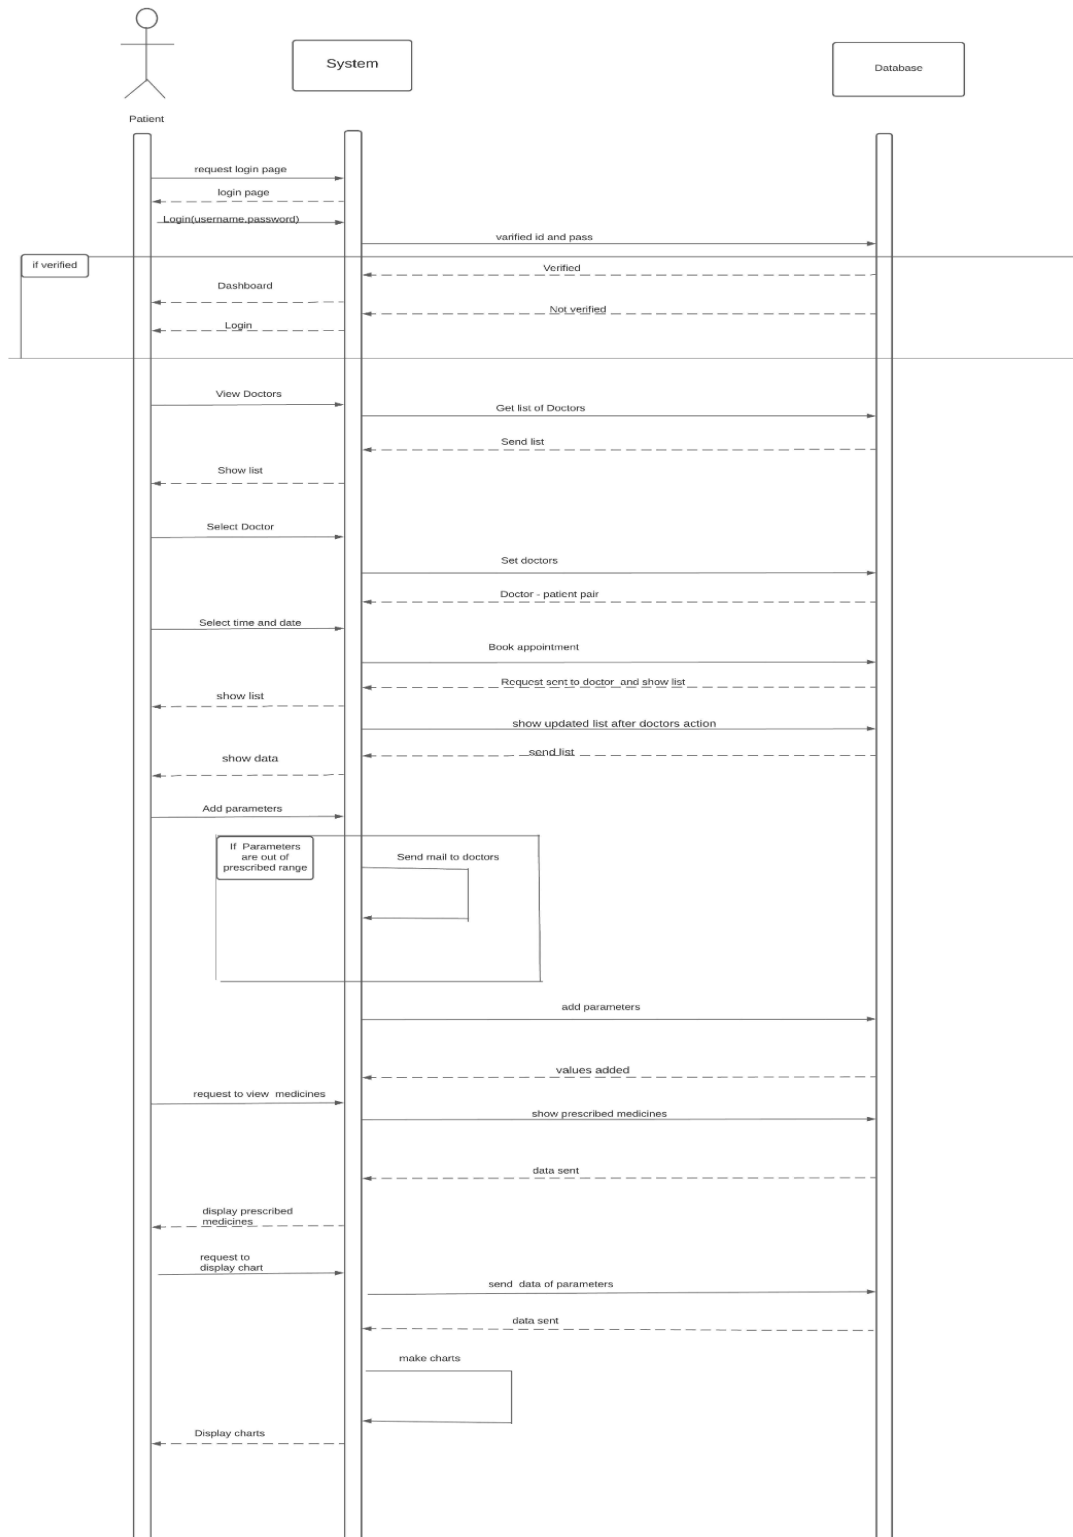 System
Database
Patient
request login page
login page
Login(username,password)
varified id and pass
if verified
Verified
Dashboard
Not verified
Login
View Doctors
Get list of Doctors
Send list
Show list
Select Doctor
Set doctors
Doctor - patient pair
Select time and date
Book appointment
Request sent to doctor  and show list
show list
show updated list after doctors action
send list
show data
Add parameters
If  Parameters
are out of
prescribed range
Send mail to doctors
add parameters
values added
request to view  medicines
show prescribed medicines
data sent
display prescribed
medicines
request to
display chart
send  data of parameters
data sent
make charts
Display charts